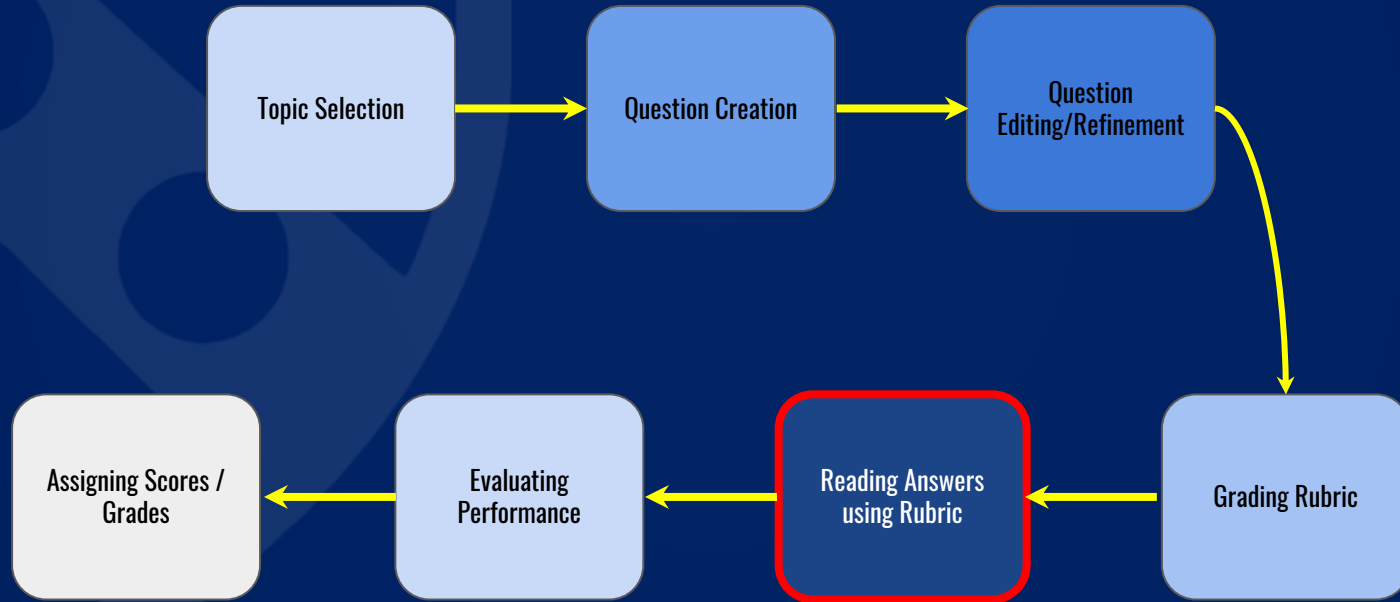 Topic Selection
Question Creation
Question
Editing/Refinement
Grading Rubric
Reading Answers
using Rubric
Evaluating
Performance
Assigning Scores /
Grades